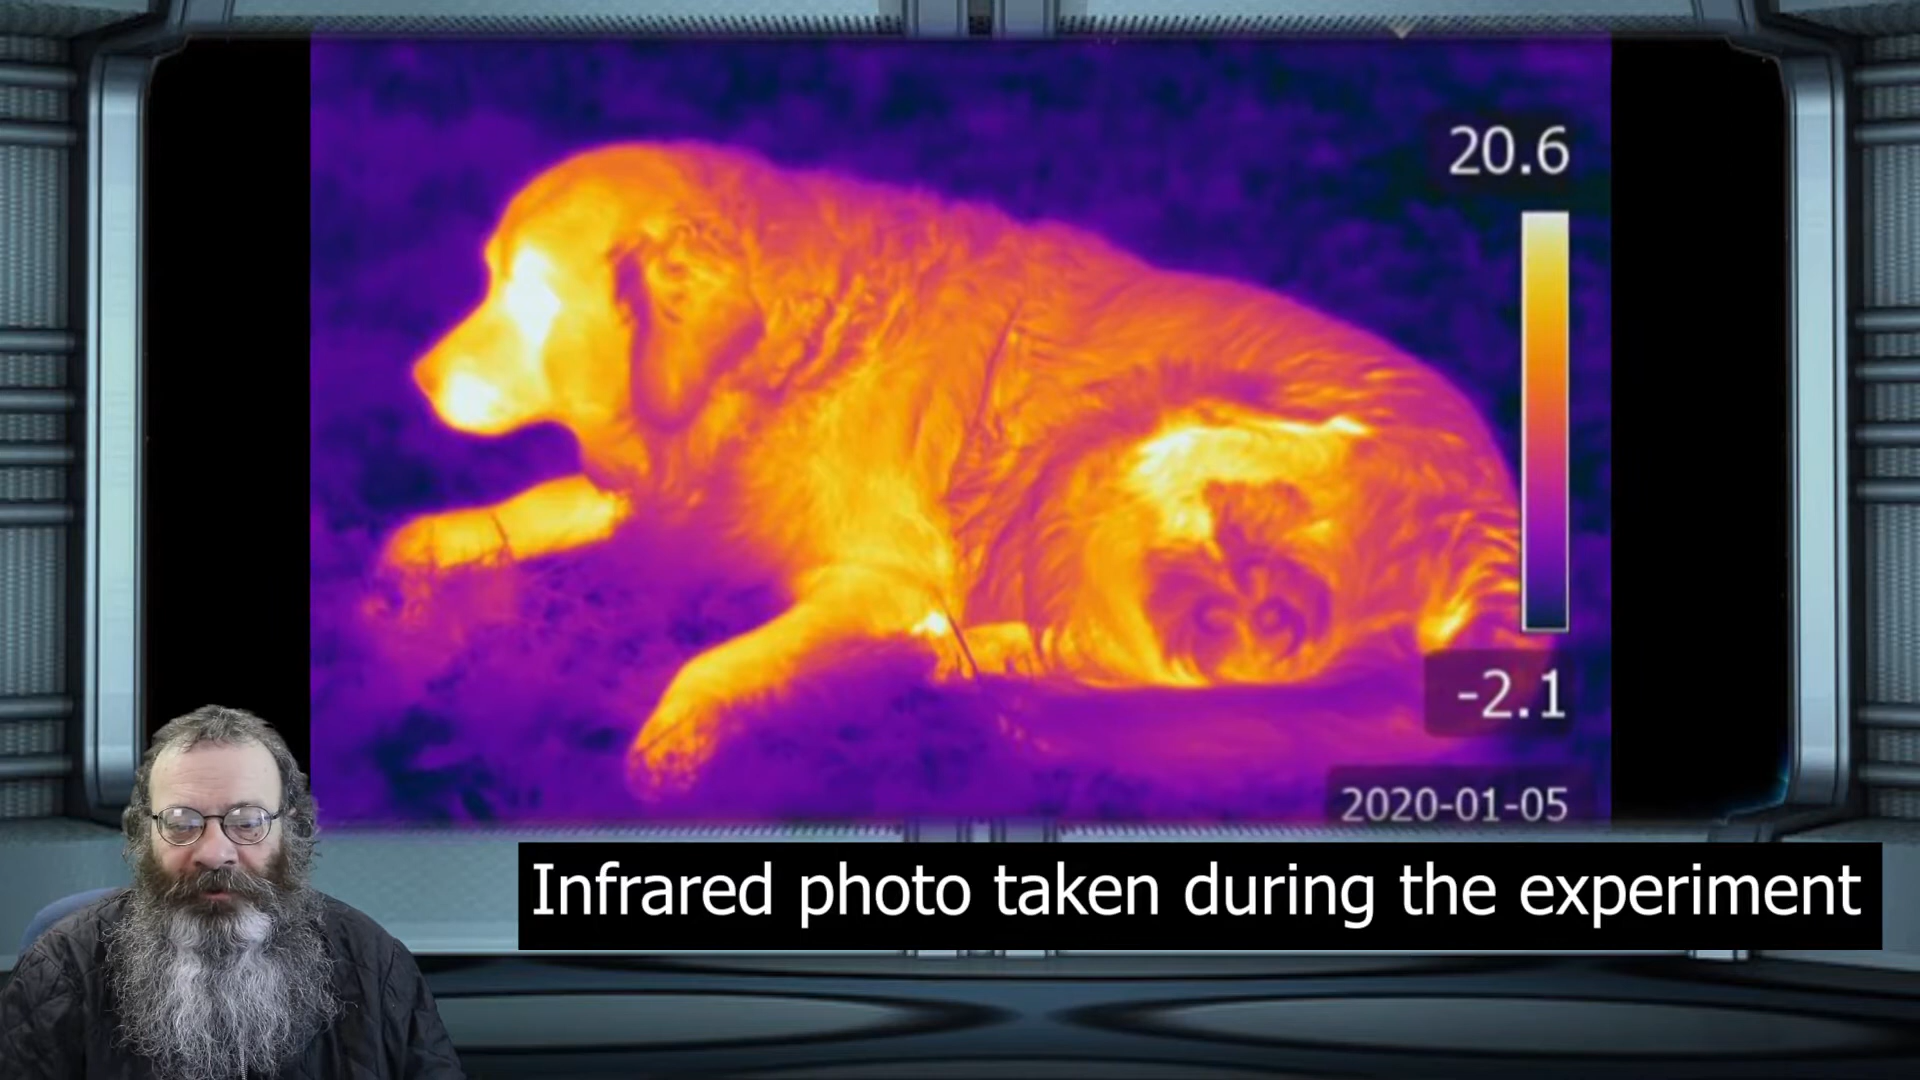 20.6
-2.1
2020-01-05
Infrared photo taken during the experiment